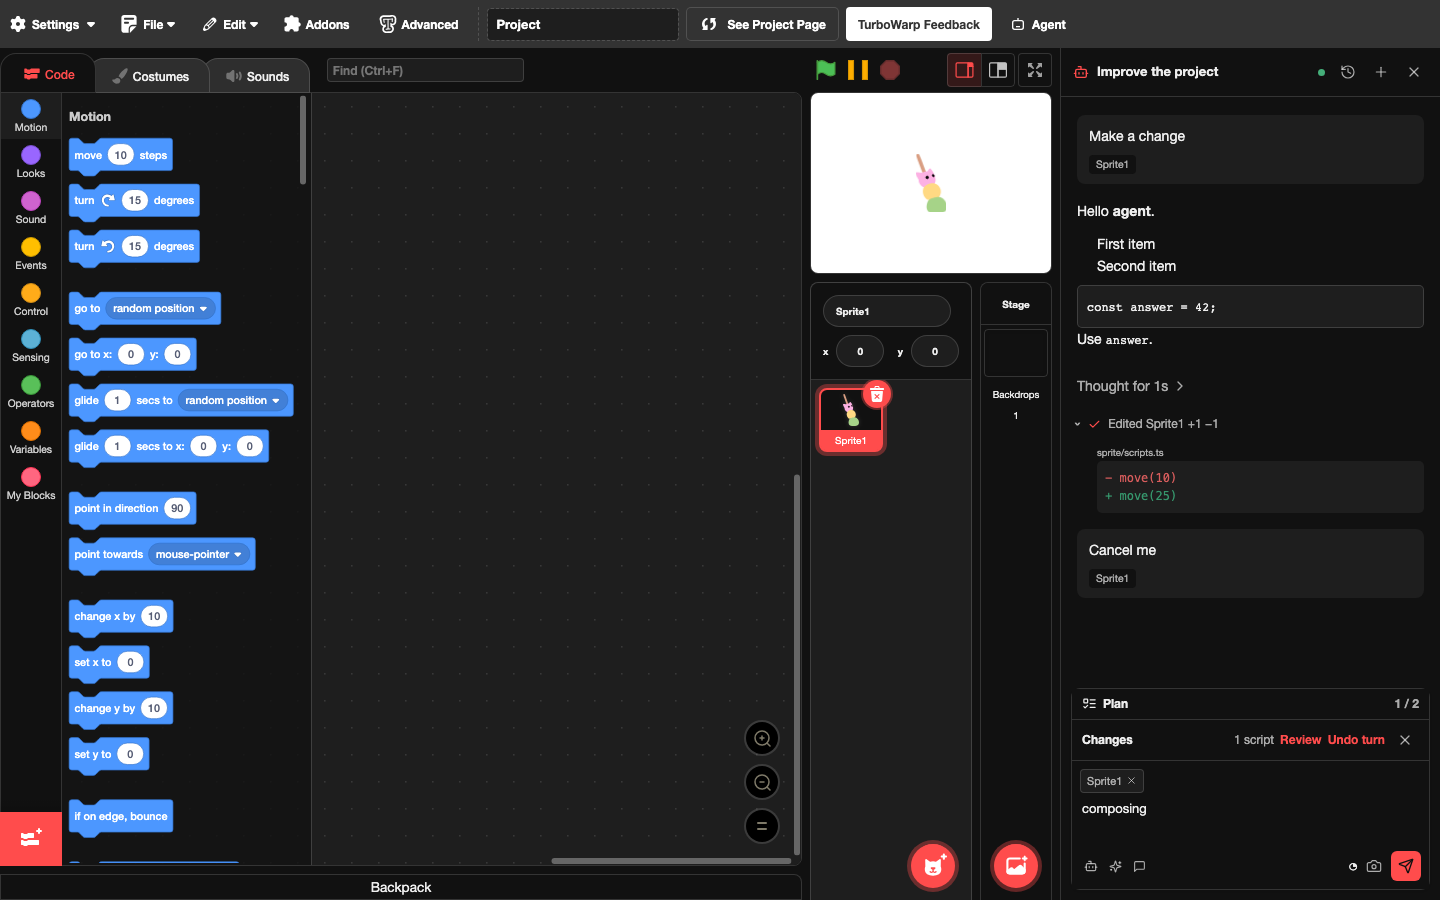 Settings File Edit Addons Advanced Project See Project Page TurboWarp Feedback Agent
Code Costumes Sounds
Find (Ctrl+F)
Improve the project
Motion
Looks
Sound
Events
Control
Sensing
Operators
Variables
My Blocks
Motion
move 10 steps
turn 15 degrees
turn 15 degrees
go to random position
go to x: 0 y: 0
glide 1 secs to random position
glide 1 secs to x: 0 y: 0
point in direction 90
point towards mouse-pointer
change x by 10
set x to 0
change y by 10
set y to 0
if on edge, bounce
Backpack
Sprite1
x 0 y 0
Sprite1
Stage
Backdrops
1
Make a change
Sprite1
Hello agent.
First item
Second item
const answer = 42;
Use answer.
Thought for 1s
Edited Sprite1 +1 −1
sprite/scripts.ts
− move(10)
+ move(25)
Cancel me
Sprite1
Plan 1 / 2
Changes 1 script Review Undo turn
Sprite1
composing